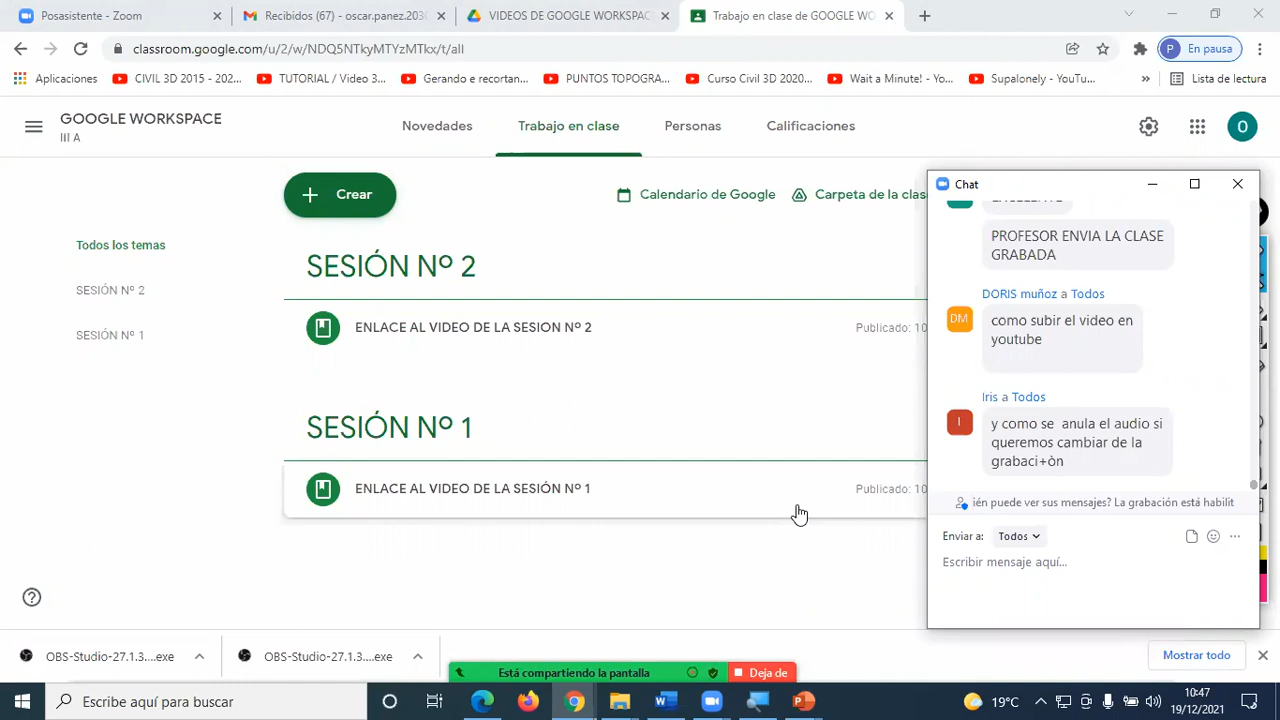 Posasistente - Zoom
Recibidos (67) - oscar.panez.203
VIDEOS DE GOOGLE WORKSPAC
Trabajo en clase de GOOGLE WO
classroom.google.com/u/2/w/NDQ5NTkyMTYzMTkx/t/all
P En pausa
Aplicaciones
CIVIL 3D 2015 - 202...
TUTORIAL / Video 3...
Gerando e recortan...
PUNTOS TOPOGRA...
Curso Civil 3D 2020...
Wait a Minute! - Yo...
Supalonely - YouTu...
»
Lista de lectura
GOOGLE WORKSPACE
III A
Novedades
Trabajo en clase
Personas
Calificaciones
O
+ Crear
Calendario de Google
Carpeta de la clas
Todos los temas
SESIÓN Nº 2
SESIÓN Nº 1
SESIÓN Nº 2
ENLACE AL VIDEO DE LA SESION Nº 2
Publicado: 10
SESIÓN Nº 1
ENLACE AL VIDEO DE LA SESIÓN Nº 1
Publicado: 10
Chat
EXCELENTE
PROFESOR ENVIA LA CLASE
GRABADA
DORIS muñoz a Todos
DM
como subir el video en
youtube
Iris a Todos
I
y como se anula el audio si
queremos cambiar de la
grabaci+òn
ién puede ver sus mensajes? La grabación está habilit
Enviar a: Todos
Escribir mensaje aquí...
OBS-Studio-27.1.3....exe
OBS-Studio-27.1.3....exe
Mostrar todo
Está compartiendo la pantalla
Deja de
Escribe aquí para buscar
19°C
10:47
19/12/2021